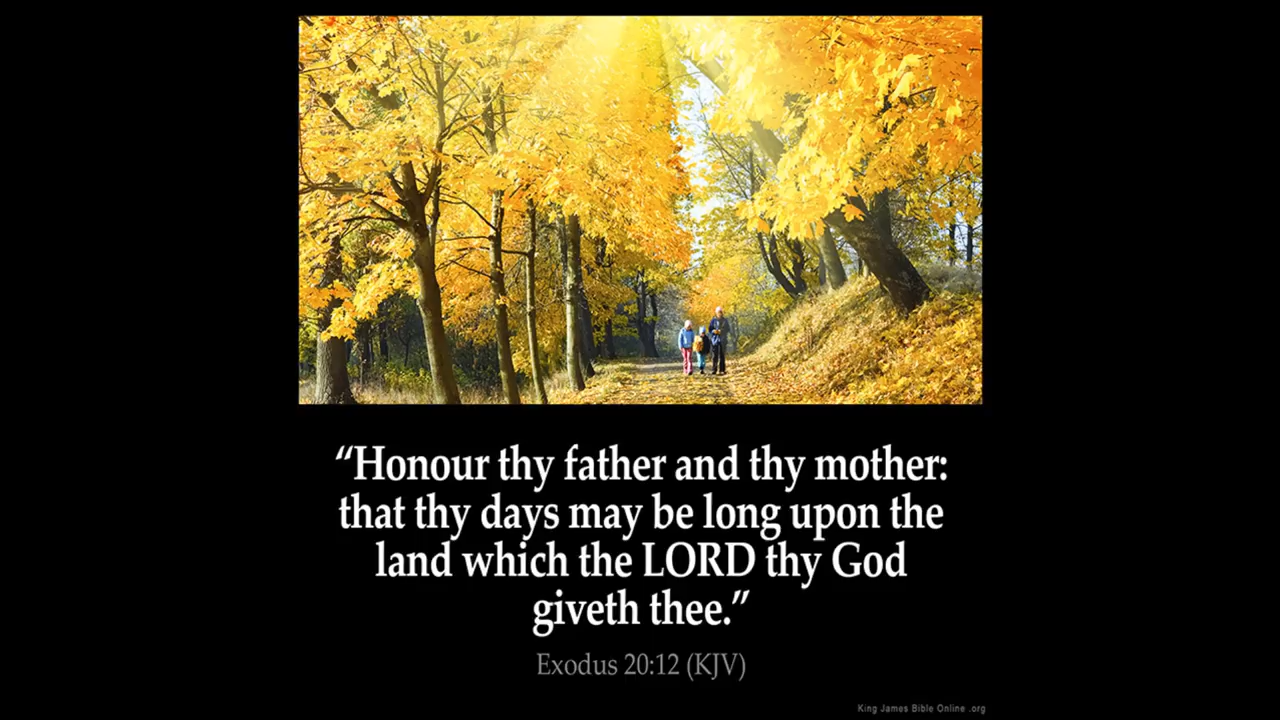 “Honour thy father and thy mother:
that thy days may be long upon the
land which the LORD thy God
giveth thee.”
Exodus 20:12 (KJV)
King James Bible Online .org